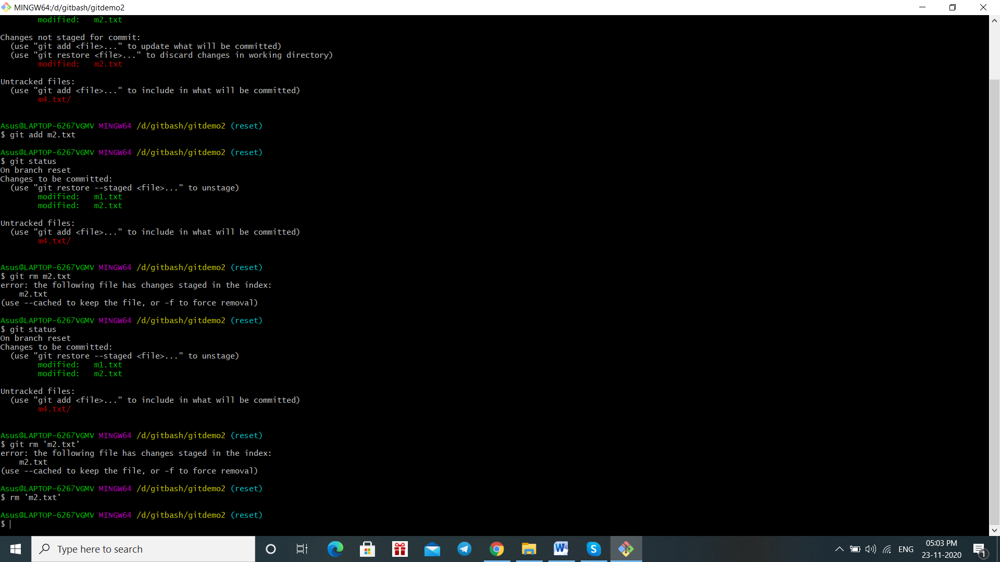 MINGW64:/d/gitbash/gitdemo2
        modified:   m2.txt
Changes not staged for commit:
  (use "git add <file>..." to update what will be committed)
  (use "git restore <file>..." to discard changes in working directory)
        modified:   m2.txt
Untracked files:
  (use "git add <file>..." to include in what will be committed)
        m4.txt/
Asus@LAPTOP-6267VGMV MINGW64 /d/gitbash/gitdemo2 (reset)
$ git add m2.txt
Asus@LAPTOP-6267VGMV MINGW64 /d/gitbash/gitdemo2 (reset)
$ git status
On branch reset
Changes to be committed:
  (use "git restore --staged <file>..." to unstage)
        modified:   m1.txt
        modified:   m2.txt
Untracked files:
  (use "git add <file>..." to include in what will be committed)
        m4.txt/
Asus@LAPTOP-6267VGMV MINGW64 /d/gitbash/gitdemo2 (reset)
$ git rm m2.txt
error: the following file has changes staged in the index:
    m2.txt
(use --cached to keep the file, or -f to force removal)
Asus@LAPTOP-6267VGMV MINGW64 /d/gitbash/gitdemo2 (reset)
$ git status
On branch reset
Changes to be committed:
  (use "git restore --staged <file>..." to unstage)
        modified:   m1.txt
        modified:   m2.txt
Untracked files:
  (use "git add <file>..." to include in what will be committed)
        m4.txt/
Asus@LAPTOP-6267VGMV MINGW64 /d/gitbash/gitdemo2 (reset)
$ git rm 'm2.txt'
error: the following file has changes staged in the index:
    m2.txt
(use --cached to keep the file, or -f to force removal)
Asus@LAPTOP-6267VGMV MINGW64 /d/gitbash/gitdemo2 (reset)
$ rm 'm2.txt'
Asus@LAPTOP-6267VGMV MINGW64 /d/gitbash/gitdemo2 (reset)
$
Type here to search
W
S
ENG
05:03 PM
23-11-2020
1